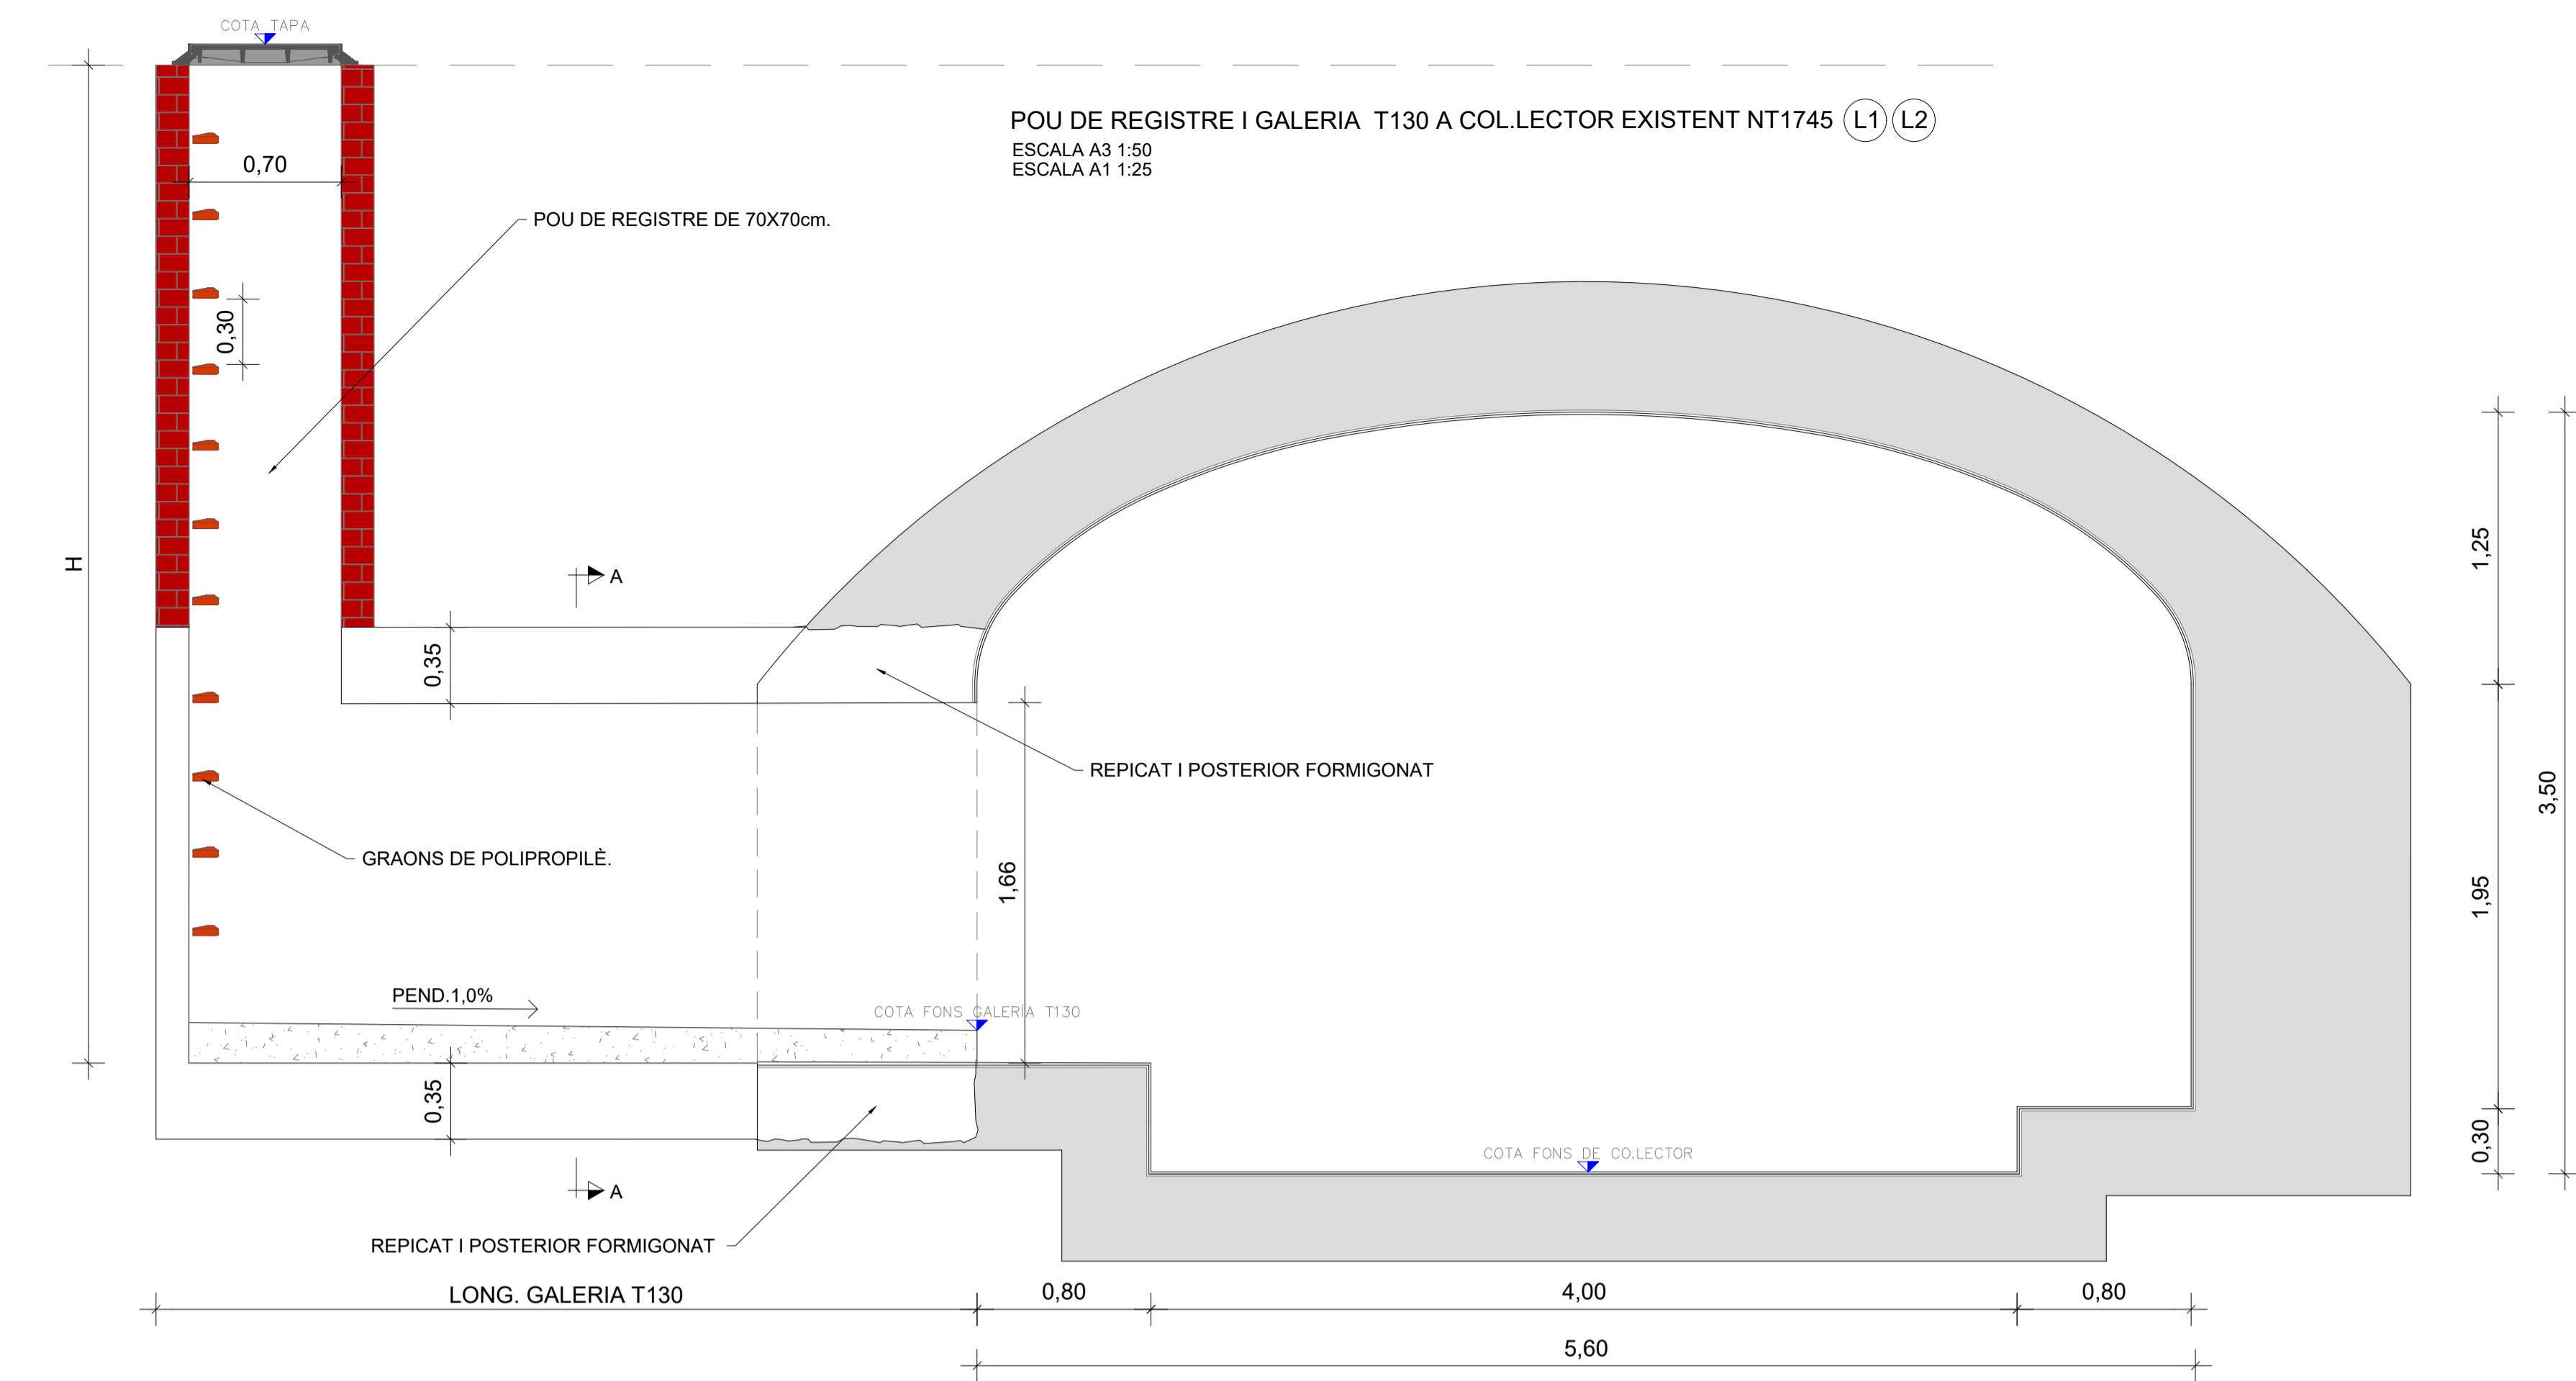 COTA TAPA
POU DE REGISTRE I GALERIA T130 A COL.LECTOR EXISTENT NT1745 L1 L2
ESCALA A3 1:50
ESCALA A1 1:25
0,70
POU DE REGISTRE DE 70X70cm.
0,30
H
A
0,35
1,25
REPICAT I POSTERIOR FORMIGONAT
3,50
GRAONS DE POLIPROPILÈ.
1,66
1,95
PEND.1,0%
COTA FONS GALERÍA T130
0,35
COTA FONS DE CO.LECTOR
0,30
A
REPICAT I POSTERIOR FORMIGONAT
LONG. GALERIA T130
0,80
4,00
0,80
5,60